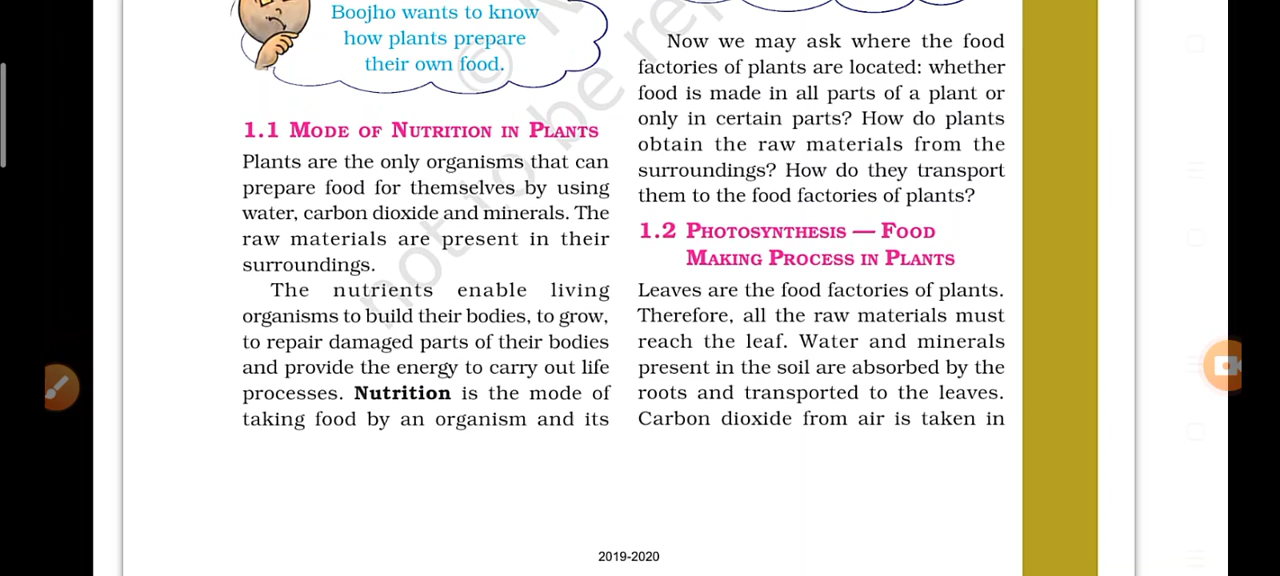 Boojho wants to know
how plants prepare
their own food.
1.1 MODE OF NUTRITION IN PLANTS
Plants are the only organisms that can
prepare food for themselves by using
water, carbon dioxide and minerals. The
raw materials are present in their
surroundings.
The nutrients enable living
organisms to build their bodies, to grow,
to repair damaged parts of their bodies
and provide the energy to carry out life
processes. Nutrition is the mode of
taking food by an organism and its
Now we may ask where the food
factories of plants are located: whether
food is made in all parts of a plant or
only in certain parts? How do plants
obtain the raw materials from the
surroundings? How do they transport
them to the food factories of plants?
1.2 PHOTOSYNTHESIS — FOOD
MAKING PROCESS IN PLANTS
Leaves are the food factories of plants.
Therefore, all the raw materials must
reach the leaf. Water and minerals
present in the soil are absorbed by the
roots and transported to the leaves.
Carbon dioxide from air is taken in
not to be re
© N
2019-2020